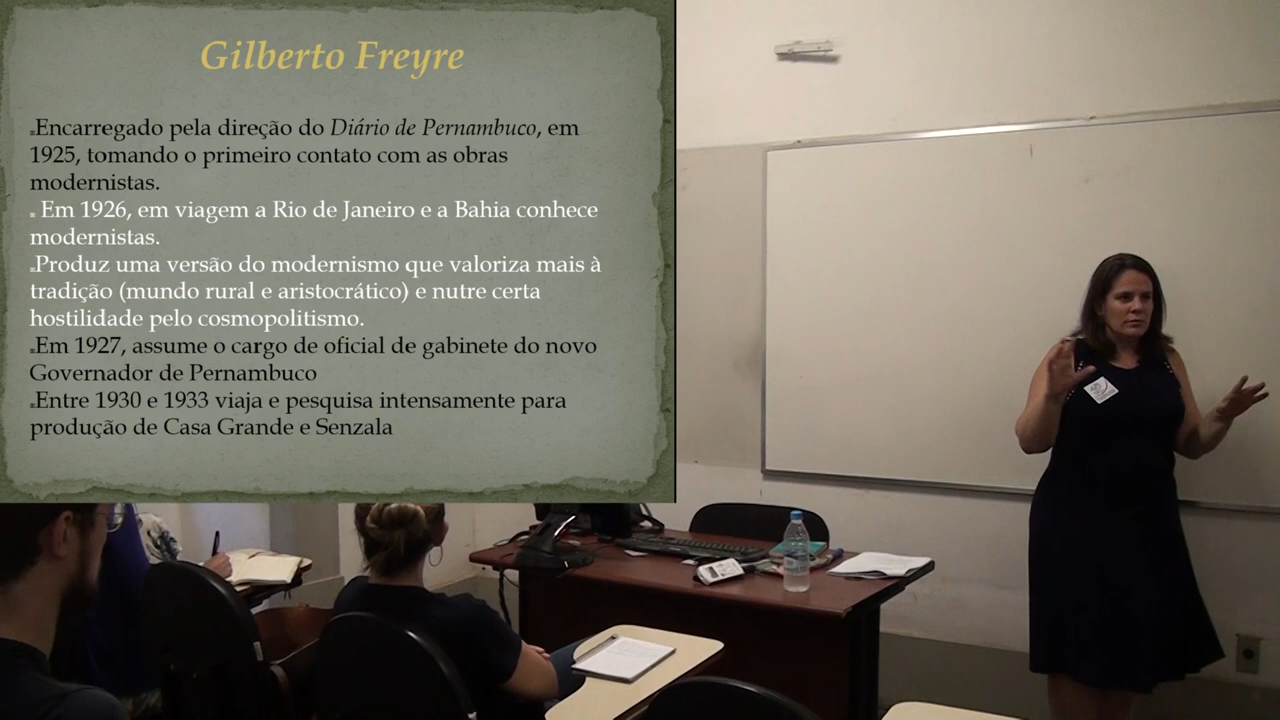 Gilberto Freyre
Encarregado pela direção do Diário de Pernambuco, em
1925, tomando o primeiro contato com as obras
modernistas.
Em 1926, em viagem a Rio de Janeiro e a Bahia conhece
modernistas.
Produz uma versão do modernismo que valoriza mais à
tradição (mundo rural e aristocrático) e nutre certa
hostilidade pelo cosmopolitismo.
Em 1927, assume o cargo de oficial de gabinete do novo
Governador de Pernambuco
Entre 1930 e 1933 viaja e pesquisa intensamente para
produção de Casa Grande e Senzala